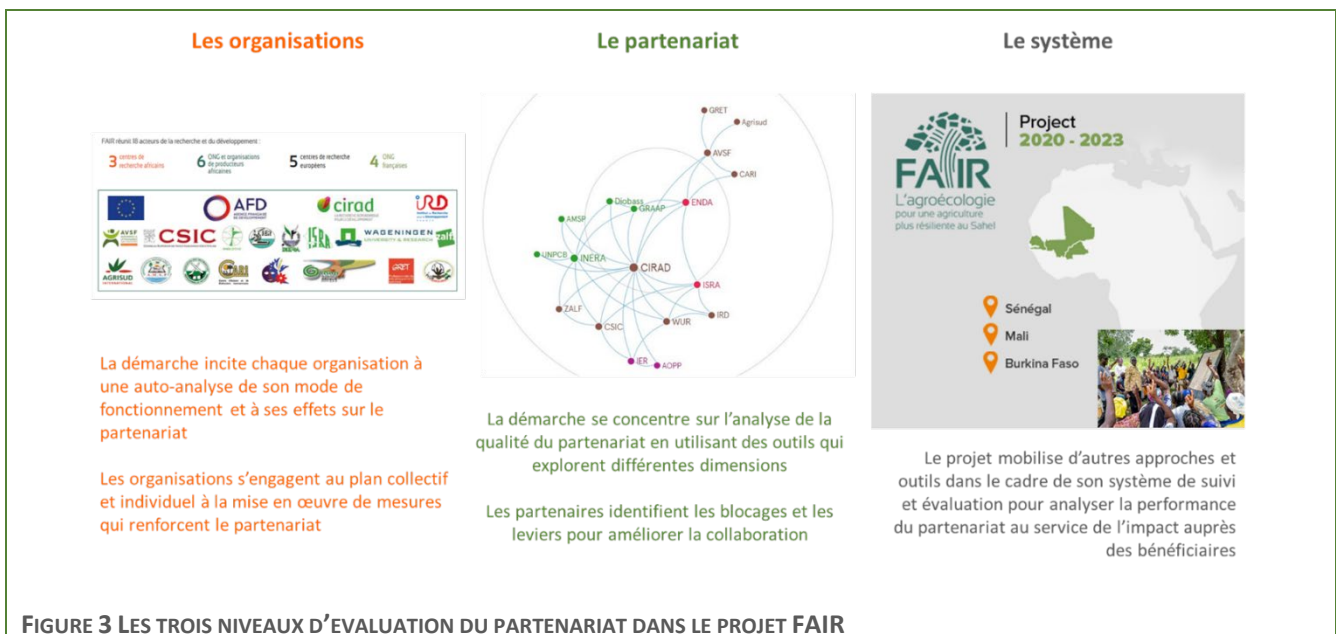 Les organisations
FAIR réunit 18 acteurs de la recherche et du développement :
3 centres de recherche africains
6 ONG et organisations de producteurs africaines
5 centres de recherche européens
4 ONG françaises
AFD
AGENCE FRANÇAISE DE DÉVELOPPEMENT
cirad
IRD
AVSF
CSIC
ISRA
WAGENINGEN
UNIVERSITY & RESEARCH
zalf
AGRISUD
CARI
GRET
La démarche incite chaque organisation à
une auto-analyse de son mode de
fonctionnement et à ses effets sur le
partenariat
Les organisations s’engagent au plan collectif
et individuel à la mise en œuvre de mesures
qui renforcent le partenariat
Le partenariat
GRET
Agrisud
AVSF
CARI
Diobass
GRAAP
ENDA
AMSP
UNPCB
INERA
CIRAD
ISRA
ZALF
CSIC
WUR
IRD
IER
AOPP
La démarche se concentre sur l’analyse de la
qualité du partenariat en utilisant des outils qui
explorent différentes dimensions
Les partenaires identifient les blocages et les
leviers pour améliorer la collaboration
Le système
FAIR
L'agroécologie
pour une agriculture
plus résiliente au Sahel
Project
2020 - 2023
Sénégal
Mali
Burkina Faso
Le projet mobilise d’autres approches et
outils dans le cadre de son système de suivi
et évaluation pour analyser la performance
du partenariat au service de l’impact auprès
des bénéficiaires
FIGURE 3 LES TROIS NIVEAUX D’EVALUATION DU PARTENARIAT DANS LE PROJET FAIR